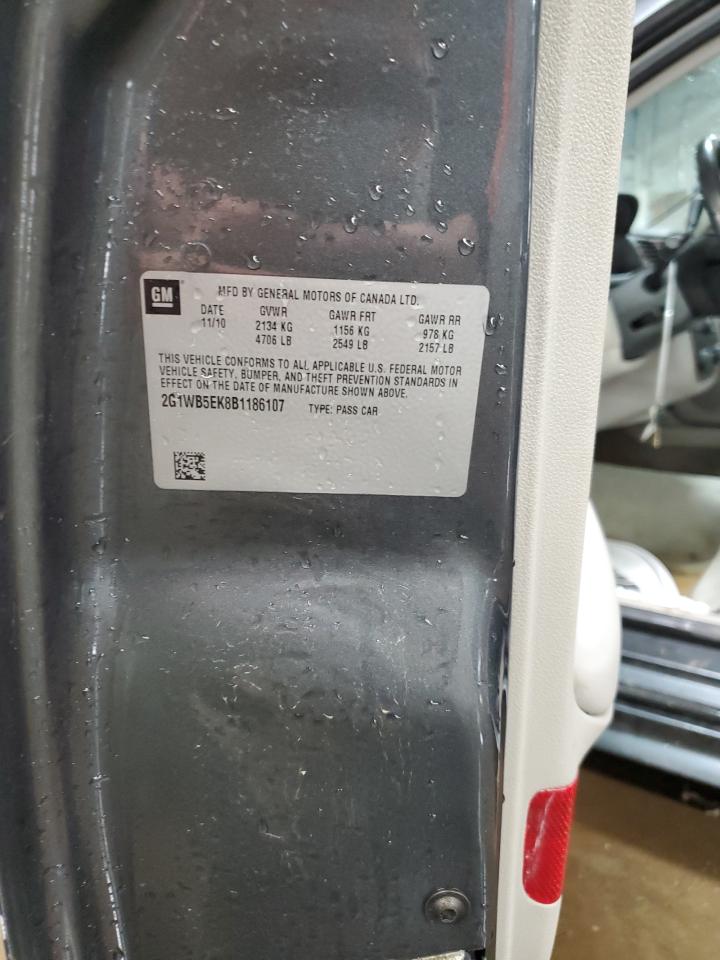 GM MFD BY GENERAL MOTORS OF CANADA LTD.
DATE GVWR GAWR FRT GAWR RR
11/10 2134 KG 1156 KG 978 KG
4706 LB 2549 LB 2157 LB
THIS VEHICLE CONFORMS TO ALL APPLICABLE U.S. FEDERAL MOTOR
VEHICLE SAFETY, BUMPER, AND THEFT PREVENTION STANDARDS IN
EFFECT ON THE DATE OF MANUFACTURE SHOWN ABOVE.
2G1WB5EK8B1186107 TYPE: PASS CAR